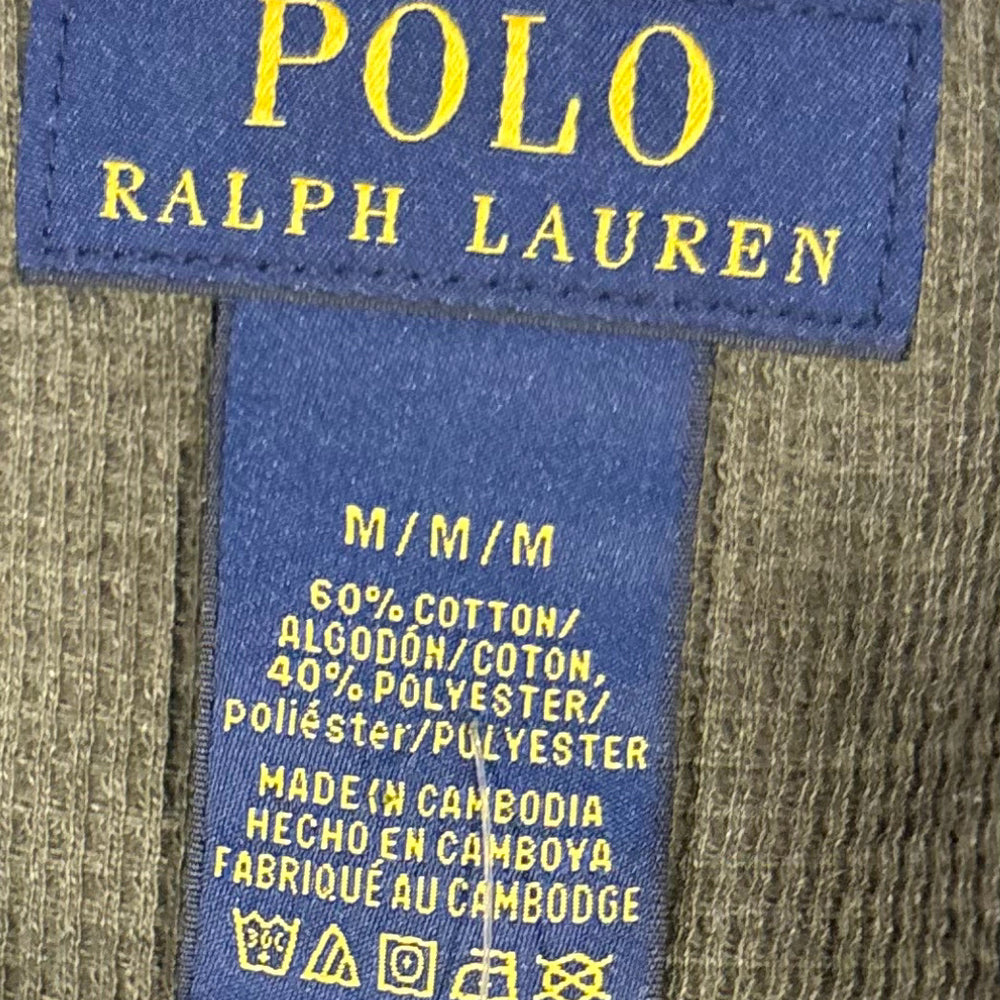 POLO
RALPH LAUREN
M/M/M
60% COTTON/
ALGODÓN/COTON,
40% POLYESTER/
poliéster/POLYESTER
MADE IN CAMBODIA
HECHO EN CAMBOYA
FABRIQUÉ AU CAMBODGE
30C